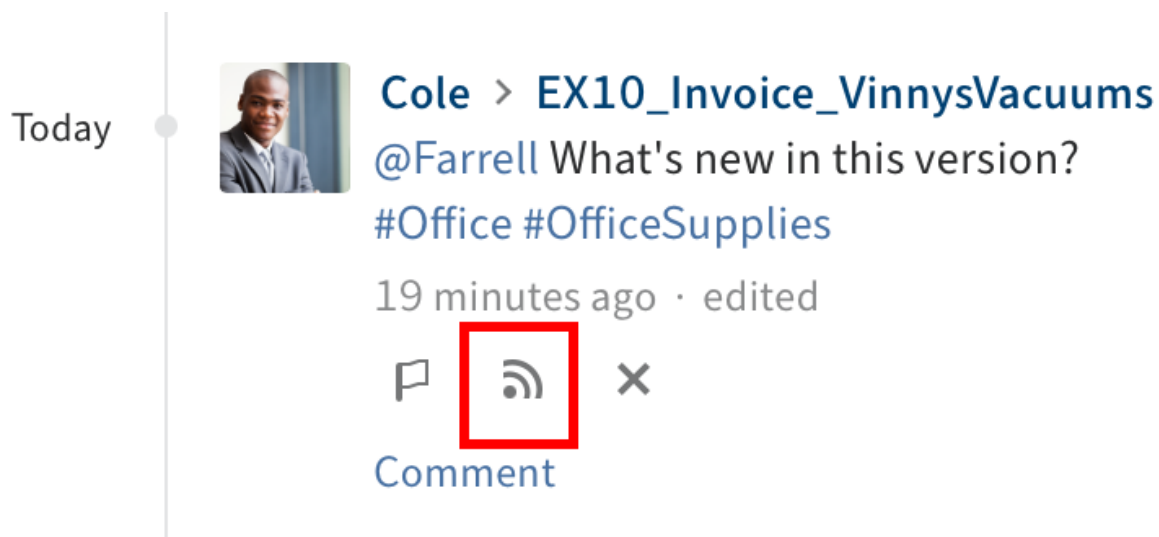 Today
Cole > EX10_Invoice_VinnysVacuums
@Farrell What's new in this version?
#Office #OfficeSupplies
19 minutes ago · edited
Comment